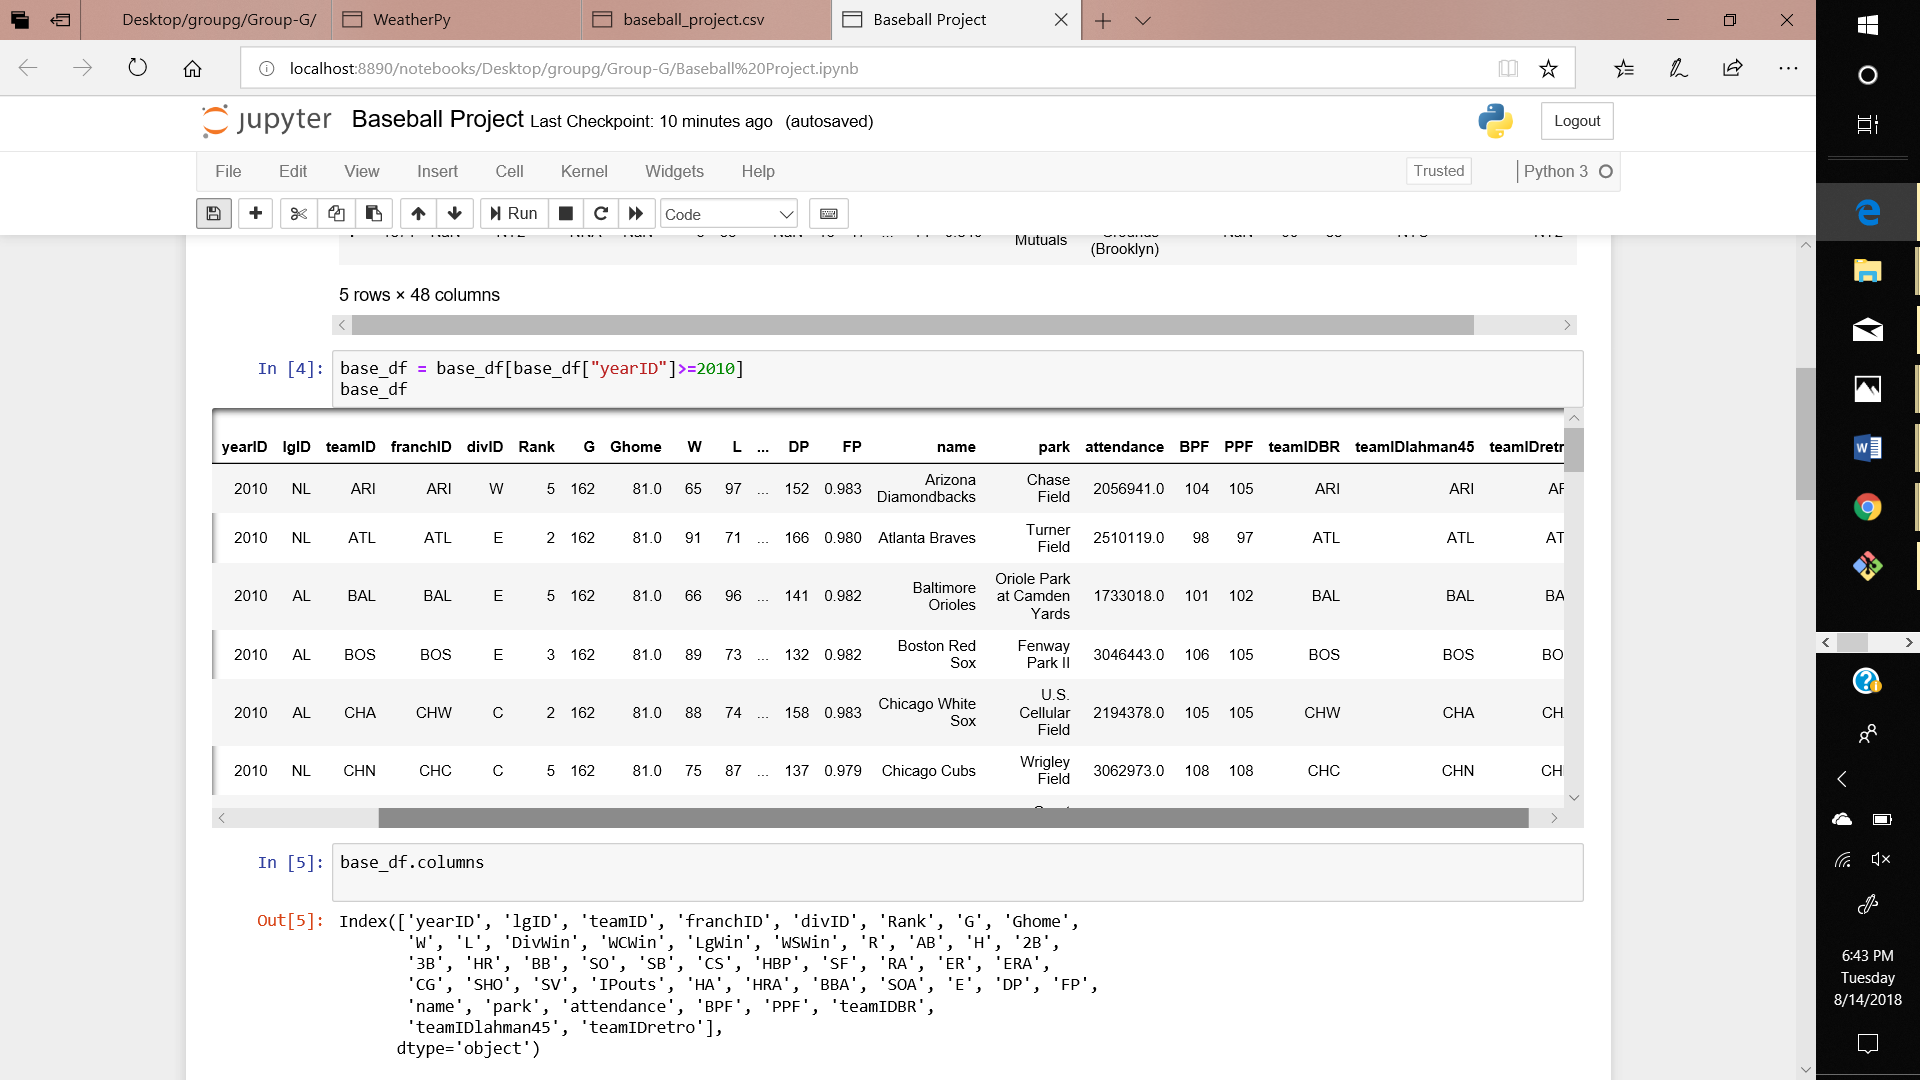 Desktop/groupg/Group-G/ WeatherPy baseball_project.csv Baseball Project
localhost:8890/notebooks/Desktop/groupg/Group-G/Baseball%20Project.ipynb
jupyter Baseball Project Last Checkpoint: 10 minutes ago (autosaved) Logout
File Edit View Insert Cell Kernel Widgets Help Trusted Python 3
Run Code
Mutuals
(Brooklyn)
5 rows × 48 columns
In [4]: base_df = base_df[base_df["yearID"]>=2010]
base_df
yearID lgID teamID franchID divID Rank G Ghome W L ... DP FP name park attendance BPF PPF teamIDBR teamIDlahman45 teamIDretr
2010 NL ARI ARI W 5 162 81.0 65 97 ... 152 0.983 Arizona Diamondbacks Chase Field 2056941.0 104 105 ARI ARI AR
2010 NL ATL ATL E 2 162 81.0 91 71 ... 166 0.980 Atlanta Braves Turner Field 2510119.0 98 97 ATL ATL AT
2010 AL BAL BAL E 5 162 81.0 66 96 ... 141 0.982 Baltimore Orioles Oriole Park at Camden Yards 1733018.0 101 102 BAL BAL BA
2010 AL BOS BOS E 3 162 81.0 89 73 ... 132 0.982 Boston Red Sox Fenway Park II 3046443.0 106 105 BOS BOS BO
2010 AL CHA CHW C 2 162 81.0 88 74 ... 158 0.983 Chicago White Sox U.S. Cellular Field 2194378.0 105 105 CHW CHA CH
2010 NL CHN CHC C 5 162 81.0 75 87 ... 137 0.979 Chicago Cubs Wrigley Field 3062973.0 108 108 CHC CHN CH
In [5]: base_df.columns
Out[5]: Index(['yearID', 'lgID', 'teamID', 'franchID', 'divID', 'Rank', 'G', 'Ghome',
'W', 'L', 'DivWin', 'WCWin', 'LgWin', 'WSWin', 'R', 'AB', 'H', '2B',
'3B', 'HR', 'BB', 'SO', 'SB', 'CS', 'HBP', 'SF', 'RA', 'ER', 'ERA',
'CG', 'SHO', 'SV', 'IPouts', 'HA', 'HRA', 'BBA', 'SOA', 'E', 'DP', 'FP',
'name', 'park', 'attendance', 'BPF', 'PPF', 'teamIDBR',
'teamIDlahman45', 'teamIDretro'],
dtype='object')
6:43 PM
Tuesday
8/14/2018